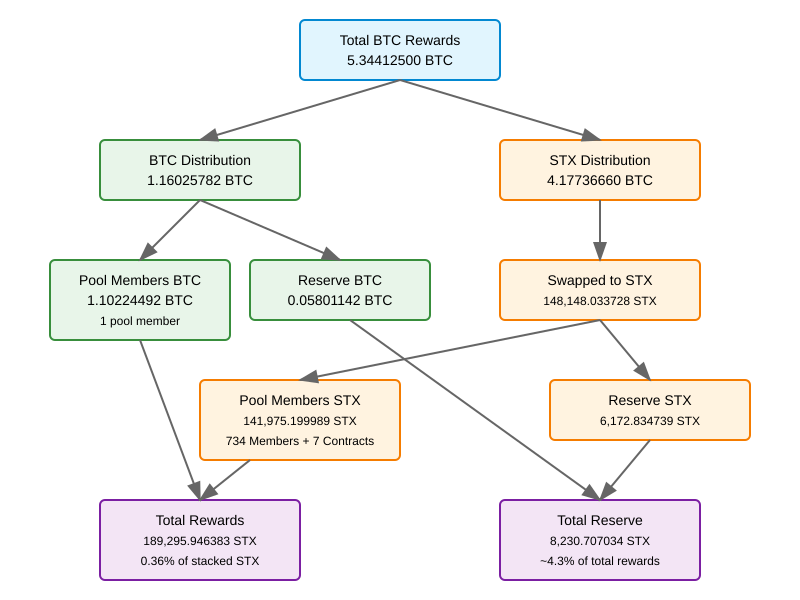 Total BTC Rewards
5.34412500 BTC
BTC Distribution
1.16025782 BTC
STX Distribution
4.17736660 BTC
Pool Members BTC
1.10224492 BTC
1 pool member
Reserve BTC
0.05801142 BTC
Swapped to STX
148,148.033728 STX
Pool Members STX
141,975.199989 STX
734 Members + 7 Contracts
Reserve STX
6,172.834739 STX
Total Rewards
189,295.946383 STX
0.36% of stacked STX
Total Reserve
8,230.707034 STX
~4.3% of total rewards